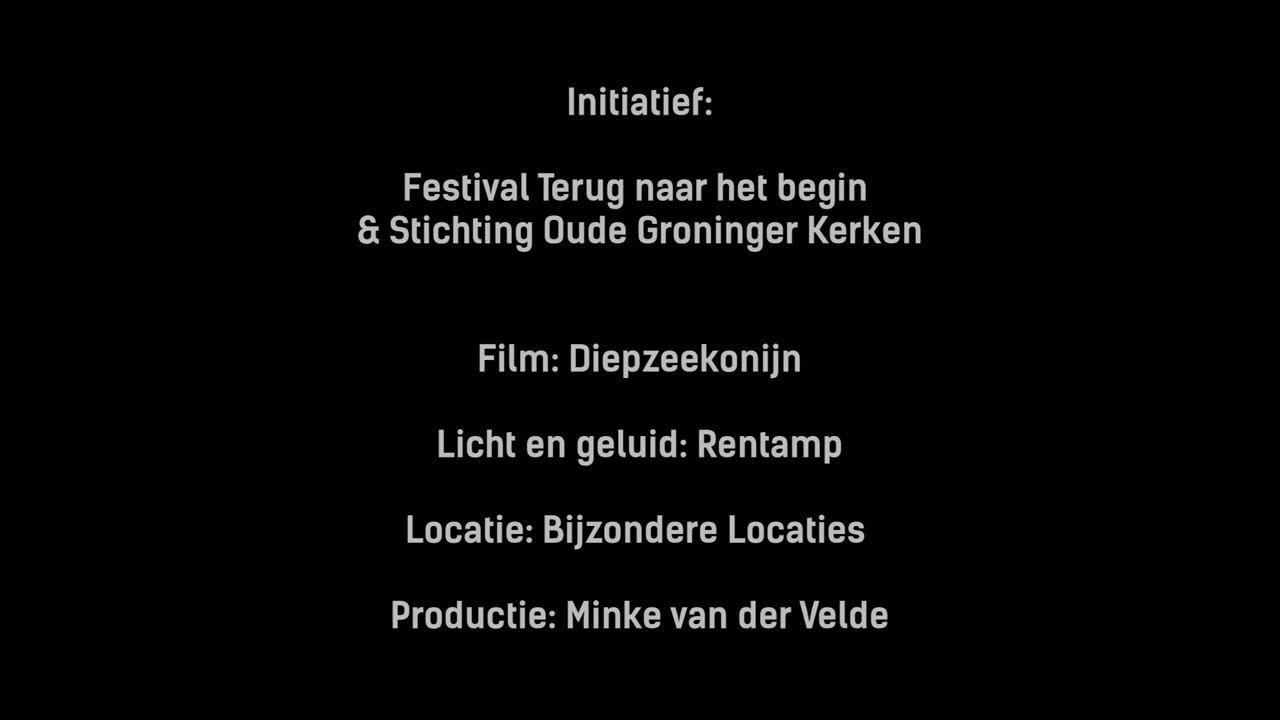 Initiatief:
Festival Terug naar het begin
& Stichting Oude Groninger Kerken
Film: Diepzeekonijn
Licht en geluid: Rentamp
Locatie: Bijzondere Locaties
Productie: Minke van der Velde